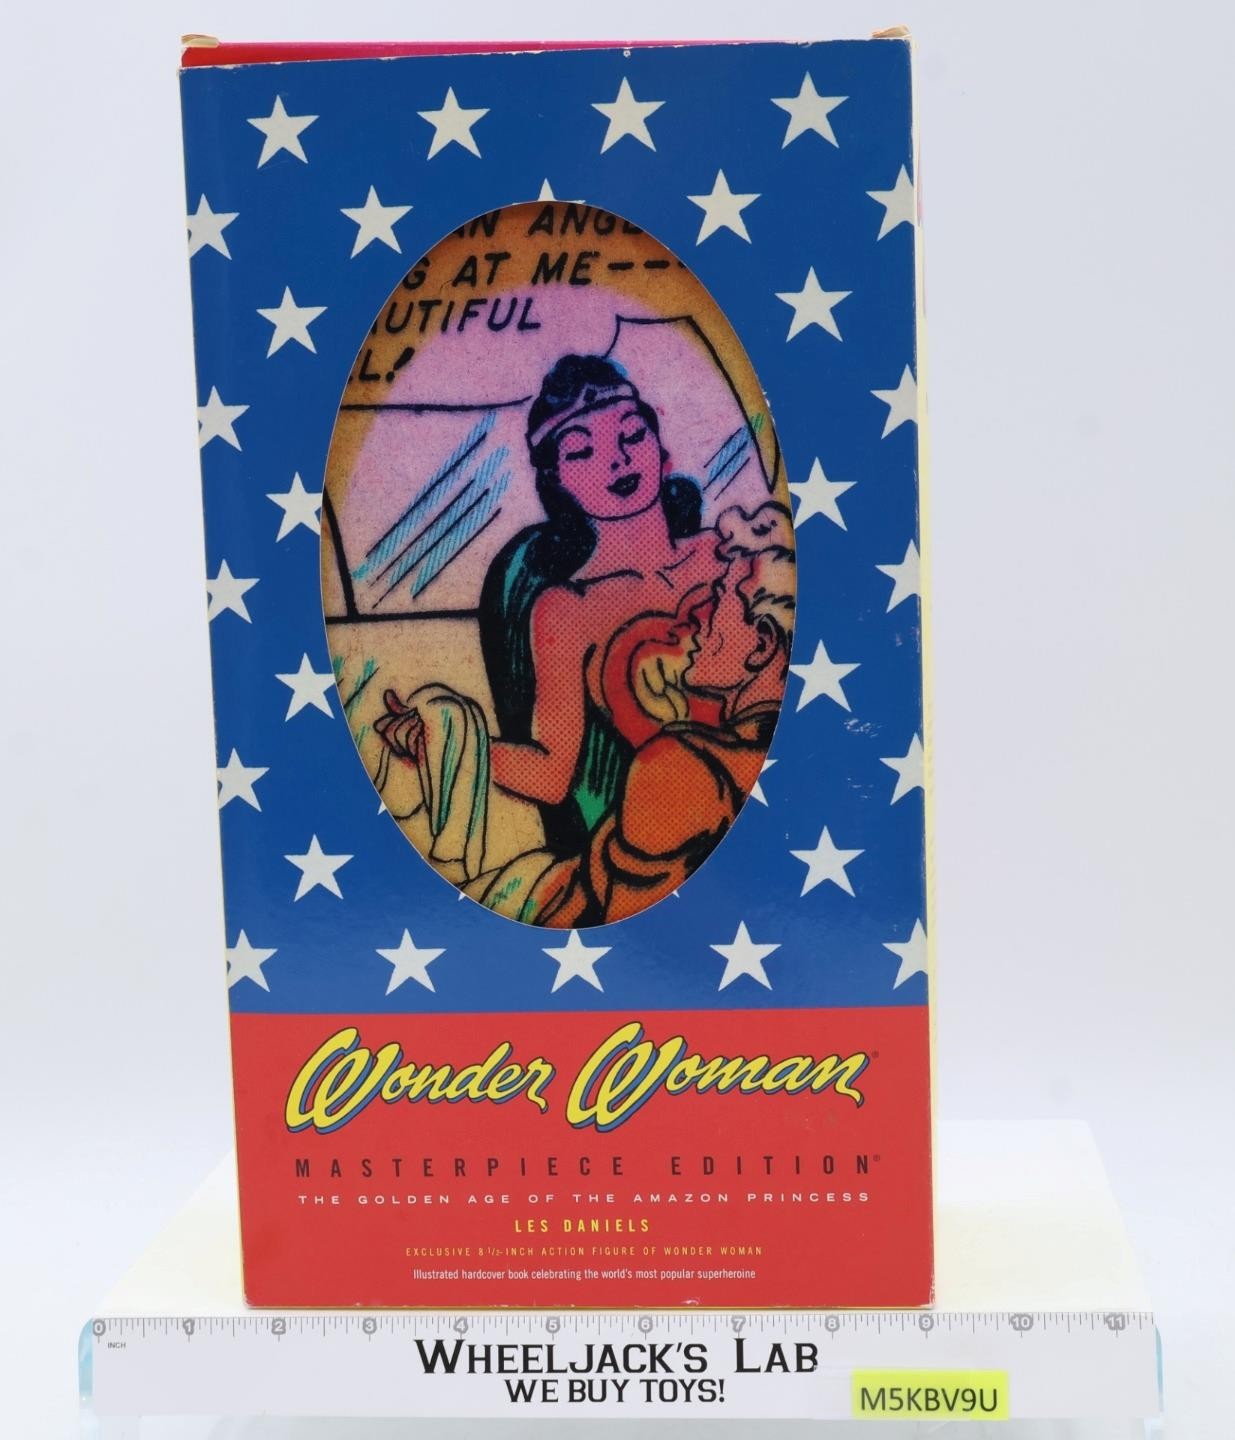 AN ANG
G AT ME---
AUTIFUL
L!
Wonder Woman®
MASTERPIECE EDITION®
THE GOLDEN AGE OF THE AMAZON PRINCESS
LES DANIELS
EXCLUSIVE 8 1/2-INCH ACTION FIGURE OF WONDER WOMAN
Illustrated hardcover book celebrating the world's most popular superheroine
0 1 2 3 4 5 6 7 8 9 10 11
INCH
WHEELJACK'S LAB
WE BUY TOYS!
M5KBV9U